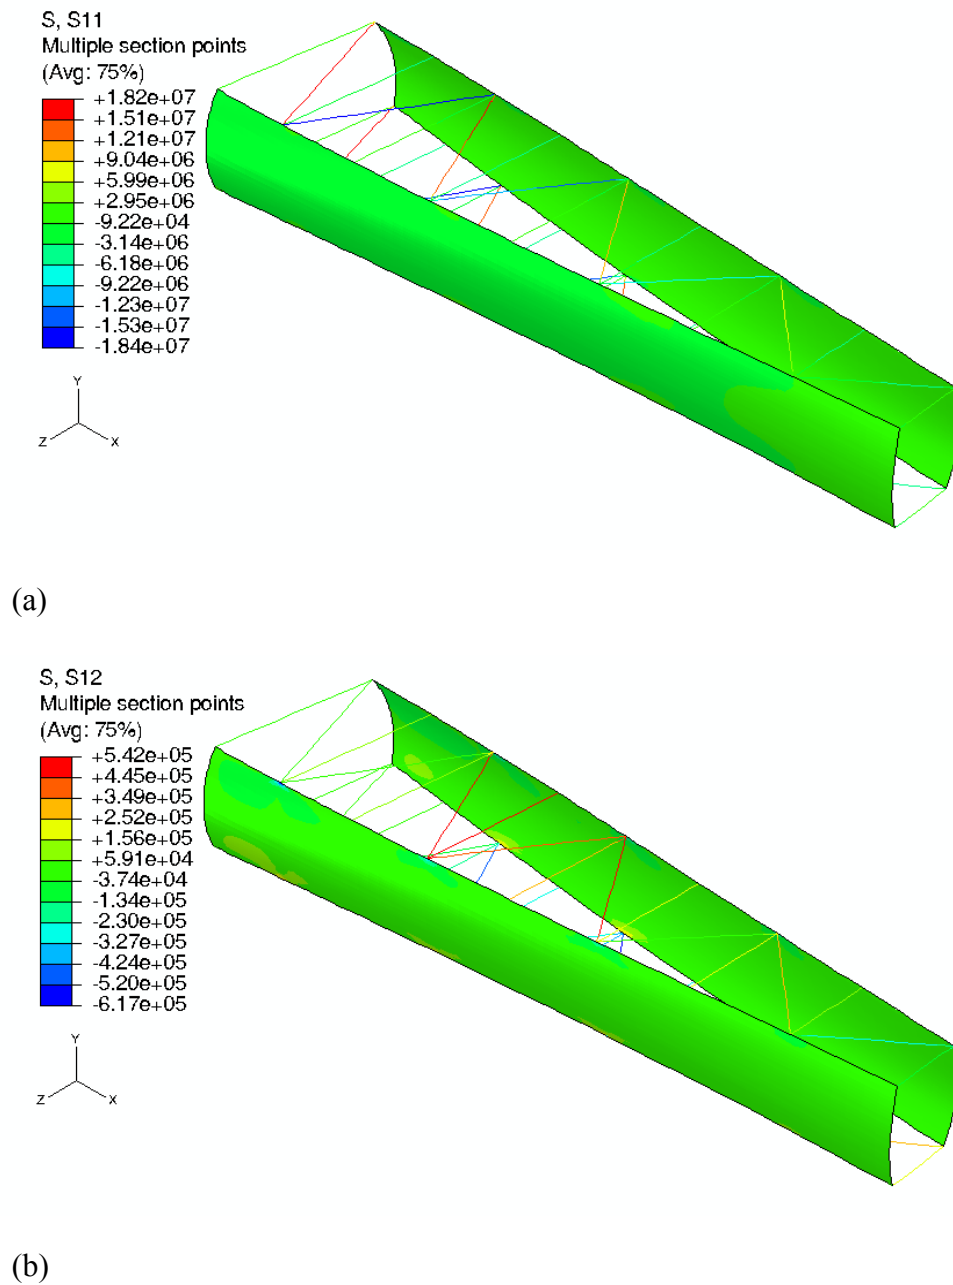 S, S11
Multiple section points
(Avg: 75%)
+1.82e+07
+1.51e+07
+1.21e+07
+9.04e+06
+5.99e+06
+2.95e+06
-9.22e+04
-3.14e+06
-6.18e+06
-9.22e+06
-1.23e+07
-1.53e+07
-1.84e+07
Y
Z X
(a)
S, S12
Multiple section points
(Avg: 75%)
+5.42e+05
+4.45e+05
+3.49e+05
+2.52e+05
+1.56e+05
+5.91e+04
-3.74e+04
-1.34e+05
-2.30e+05
-3.27e+05
-4.24e+05
-5.20e+05
-6.17e+05
Y
Z X
(b)